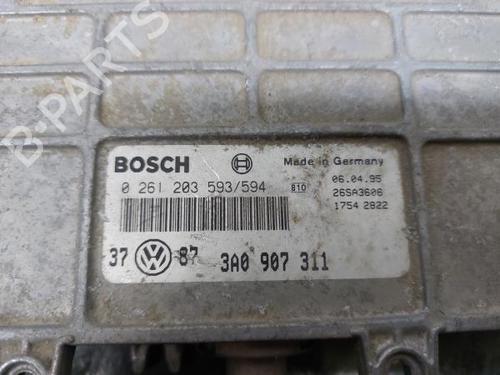 B-PARTS
BOSCH
Made in Germany
0 261 203 593/594
810
06.04.95
26SA3606
1754 2822
37 87 3A0 907 311